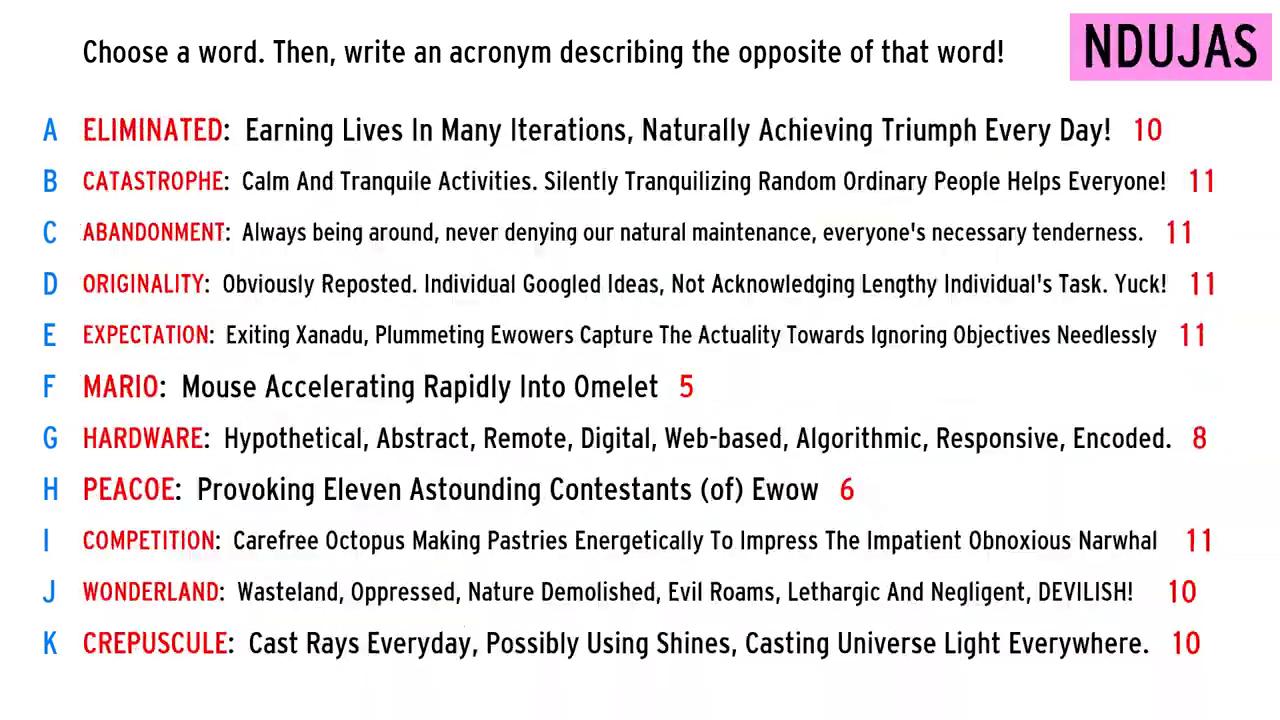 Choose a word. Then, write an acronym describing the opposite of that word!
NDUJAS
A ELIMINATED: Earning Lives In Many Iterations, Naturally Achieving Triumph Every Day! 10
B CATASTROPHE: Calm And Tranquile Activities. Silently Tranquilizing Random Ordinary People Helps Everyone! 11
C ABANDONMENT: Always being around, never denying our natural maintenance, everyone's necessary tenderness. 11
D ORIGINALITY: Obviously Reposted. Individual Googled Ideas, Not Acknowledging Lengthy Individual's Task. Yuck! 11
E EXPECTATION: Exiting Xanadu, Plummeting Ewowers Capture The Actuality Towards Ignoring Objectives Needlessly 11
F MARIO: Mouse Accelerating Rapidly Into Omelet 5
G HARDWARE: Hypothetical, Abstract, Remote, Digital, Web-based, Algorithmic, Responsive, Encoded. 8
H PEACOE: Provoking Eleven Astounding Contestants (of) Ewow 6
I COMPETITION: Carefree Octopus Making Pastries Energetically To Impress The Impatient Obnoxious Narwhal 11
J WONDERLAND: Wasteland, Oppressed, Nature Demolished, Evil Roams, Lethargic And Negligent, DEVILISH! 10
K CREPUSCULE: Cast Rays Everyday, Possibly Using Shines, Casting Universe Light Everywhere. 10